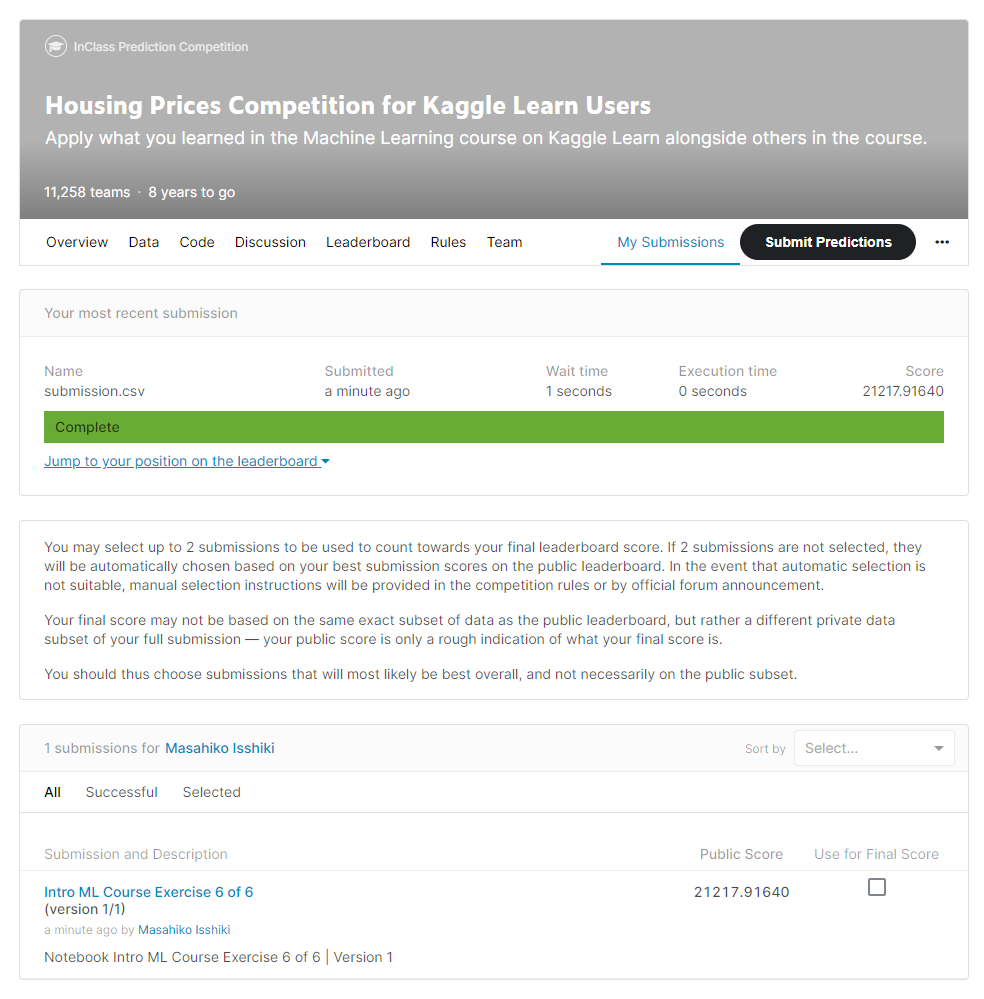 InClass Prediction Competition
Housing Prices Competition for Kaggle Learn Users
Apply what you learned in the Machine Learning course on Kaggle Learn alongside others in the course.
11,258 teams · 8 years to go
Overview Data Code Discussion Leaderboard Rules Team My Submissions Submit Predictions •••
Your most recent submission
Name Submitted Wait time Execution time Score
submission.csv a minute ago 1 seconds 0 seconds 21217.91640
Complete
Jump to your position on the leaderboard
You may select up to 2 submissions to be used to count towards your final leaderboard score. If 2 submissions are not selected, they
will be automatically chosen based on your best submission scores on the public leaderboard. In the event that automatic selection is
not suitable, manual selection instructions will be provided in the competition rules or by official forum announcement.
Your final score may not be based on the same exact subset of data as the public leaderboard, but rather a different private data
subset of your full submission — your public score is only a rough indication of what your final score is.
You should thus choose submissions that will most likely be best overall, and not necessarily on the public subset.
1 submissions for Masahiko Isshiki Sort by Select...
All Successful Selected
Submission and Description Public Score Use for Final Score
Intro ML Course Exercise 6 of 6 21217.91640
(version 1/1)
a minute ago by Masahiko Isshiki
Notebook Intro ML Course Exercise 6 of 6 | Version 1